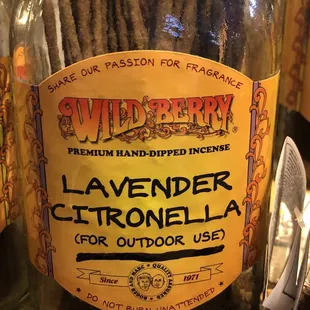 SHARE OUR PASSION FOR FRAGRANCE
WILD BERRY®
PREMIUM HAND-DIPPED INCENSE
LAVENDER
CITRONELLA
(FOR OUTDOOR USE)
Since 1971
DO NOT BURN UNATTENDED